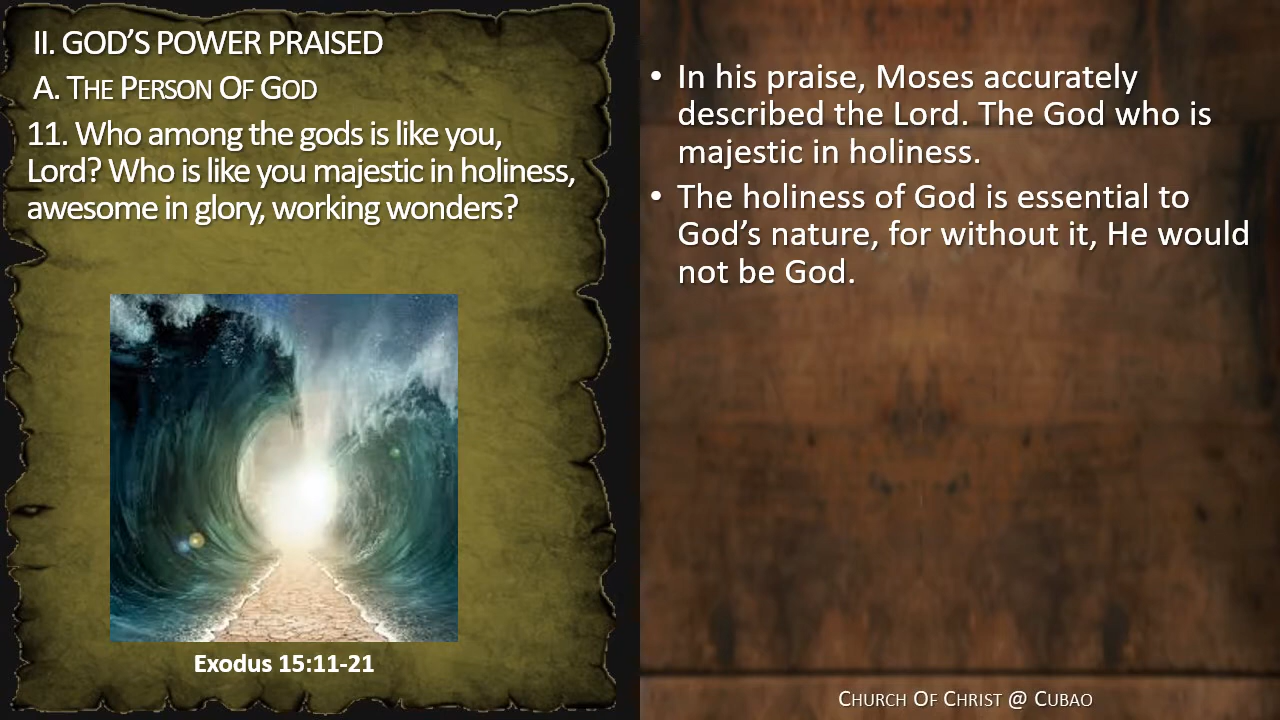 II. GOD’S POWER PRAISED
A. THE PERSON OF GOD
11. Who among the gods is like you,
Lord? Who is like you majestic in holiness,
awesome in glory, working wonders?
Exodus 15:11-21
• In his praise, Moses accurately
described the Lord. The God who is
majestic in holiness.
• The holiness of God is essential to
God’s nature, for without it, He would
not be God.
CHURCH OF CHRIST @ CUBAO